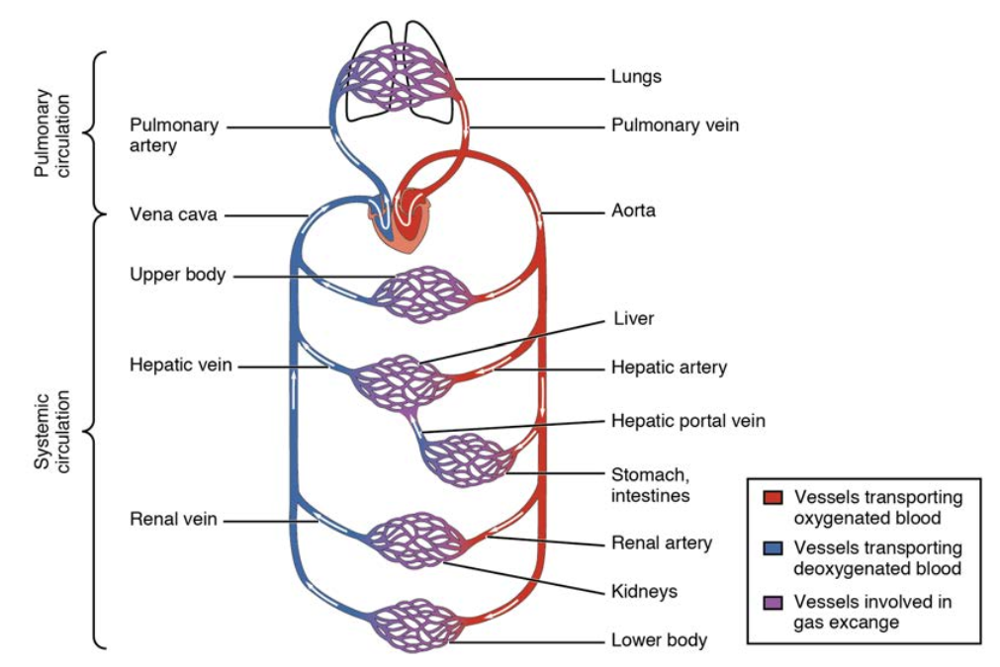 Pulmonary
circulation
Systemic
circulation
Pulmonary
artery
Vena cava
Upper body
Hepatic vein
Renal vein
Lungs
Pulmonary vein
Aorta
Liver
Hepatic artery
Hepatic portal vein
Stomach,
intestines
Renal artery
Kidneys
Lower body
Vessels transporting
oxygenated blood
Vessels transporting
deoxygenated blood
Vessels involved in
gas excange